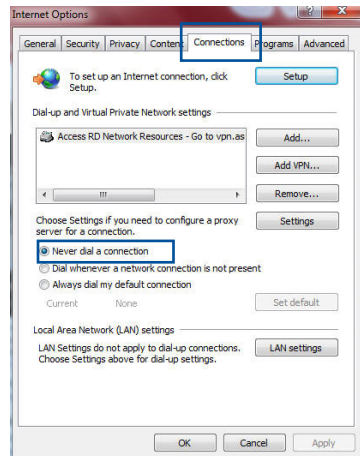 Internet Options
General Security Privacy Content Connections Programs Advanced
To set up an Internet connection, click
Setup.
Setup
Dial-up and Virtual Private Network settings
Access RD Network Resources - Go to vpn.as
Add...
Add VPN...
Remove...
Choose Settings if you need to configure a proxy
server for a connection.
Settings
Never dial a connection
Dial whenever a network connection is not present
Always dial my default connection
Current None
Set default
Local Area Network (LAN) settings
LAN Settings do not apply to dial-up connections.
Choose Settings above for dial-up settings.
LAN settings
OK Cancel Apply